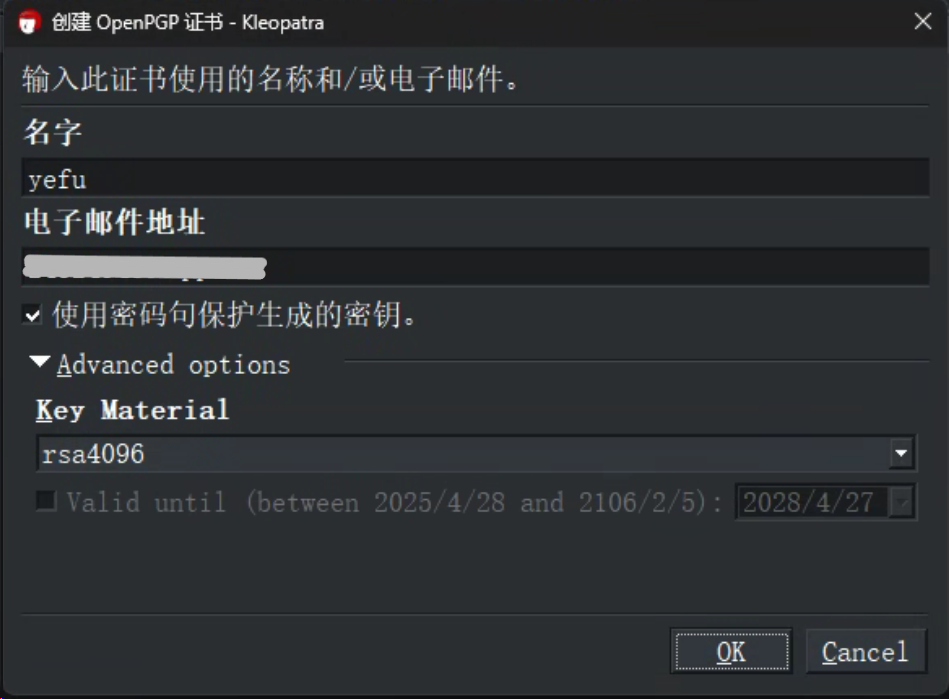 创建 OpenPGP 证书 - Kleopatra
输入此证书使用的名称和/或电子邮件。
名字
yefu
电子邮件地址
使用密码句保护生成的密钥。
Advanced options
Key Material
rsa4096
Valid until (between 2025/4/28 and 2106/2/5): 2028/4/27
OK Cancel